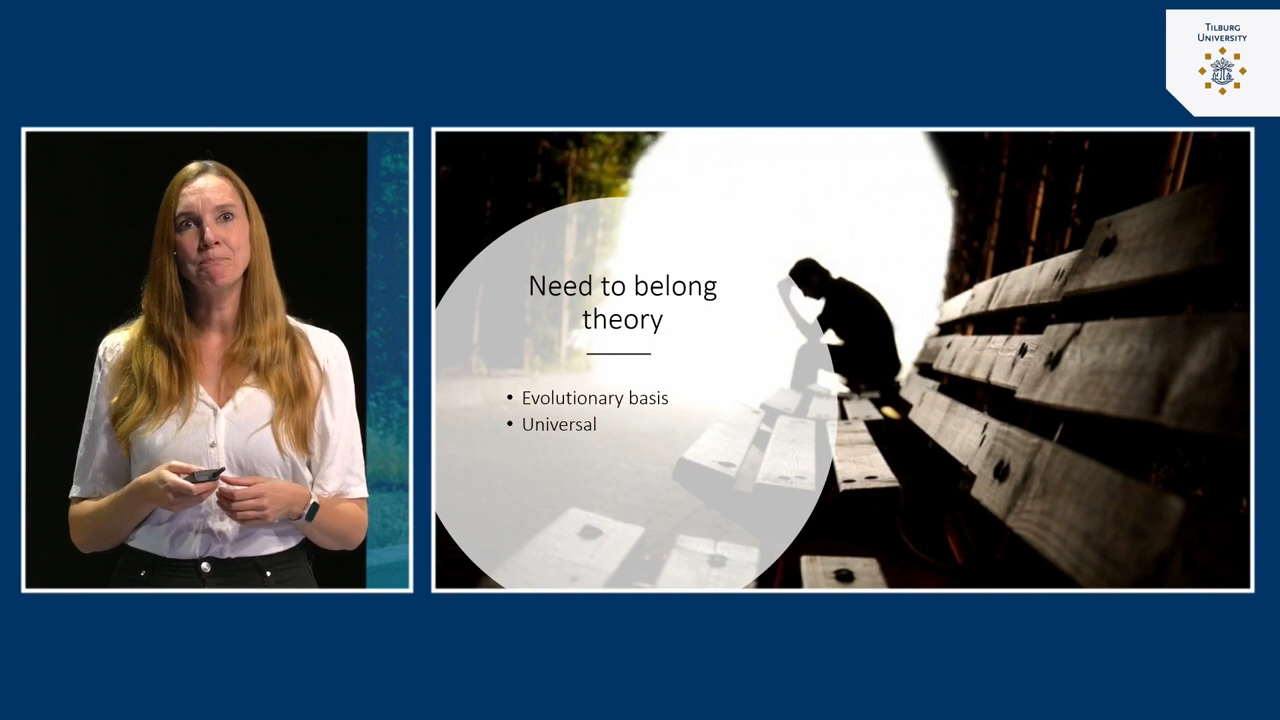 TILBURG
UNIVERSITY
Need to belong
theory
• Evolutionary basis
• Universal